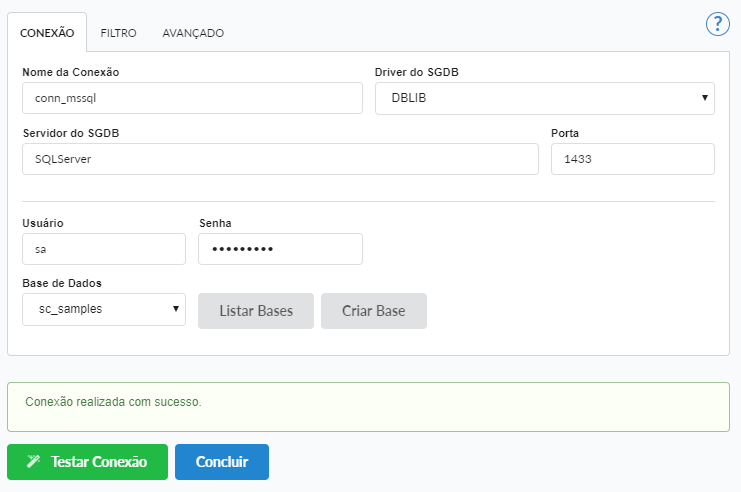 CONEXÃO FILTRO AVANÇADO ?
Nome da Conexão Driver do SGDB
conn_mssql DBLIB
Servidor do SGDB Porta
SQLServer 1433
Usuário Senha
sa •••••••••
Base de Dados
sc_samples Listar Bases Criar Base
Conexão realizada com sucesso.
Testar Conexão Concluir